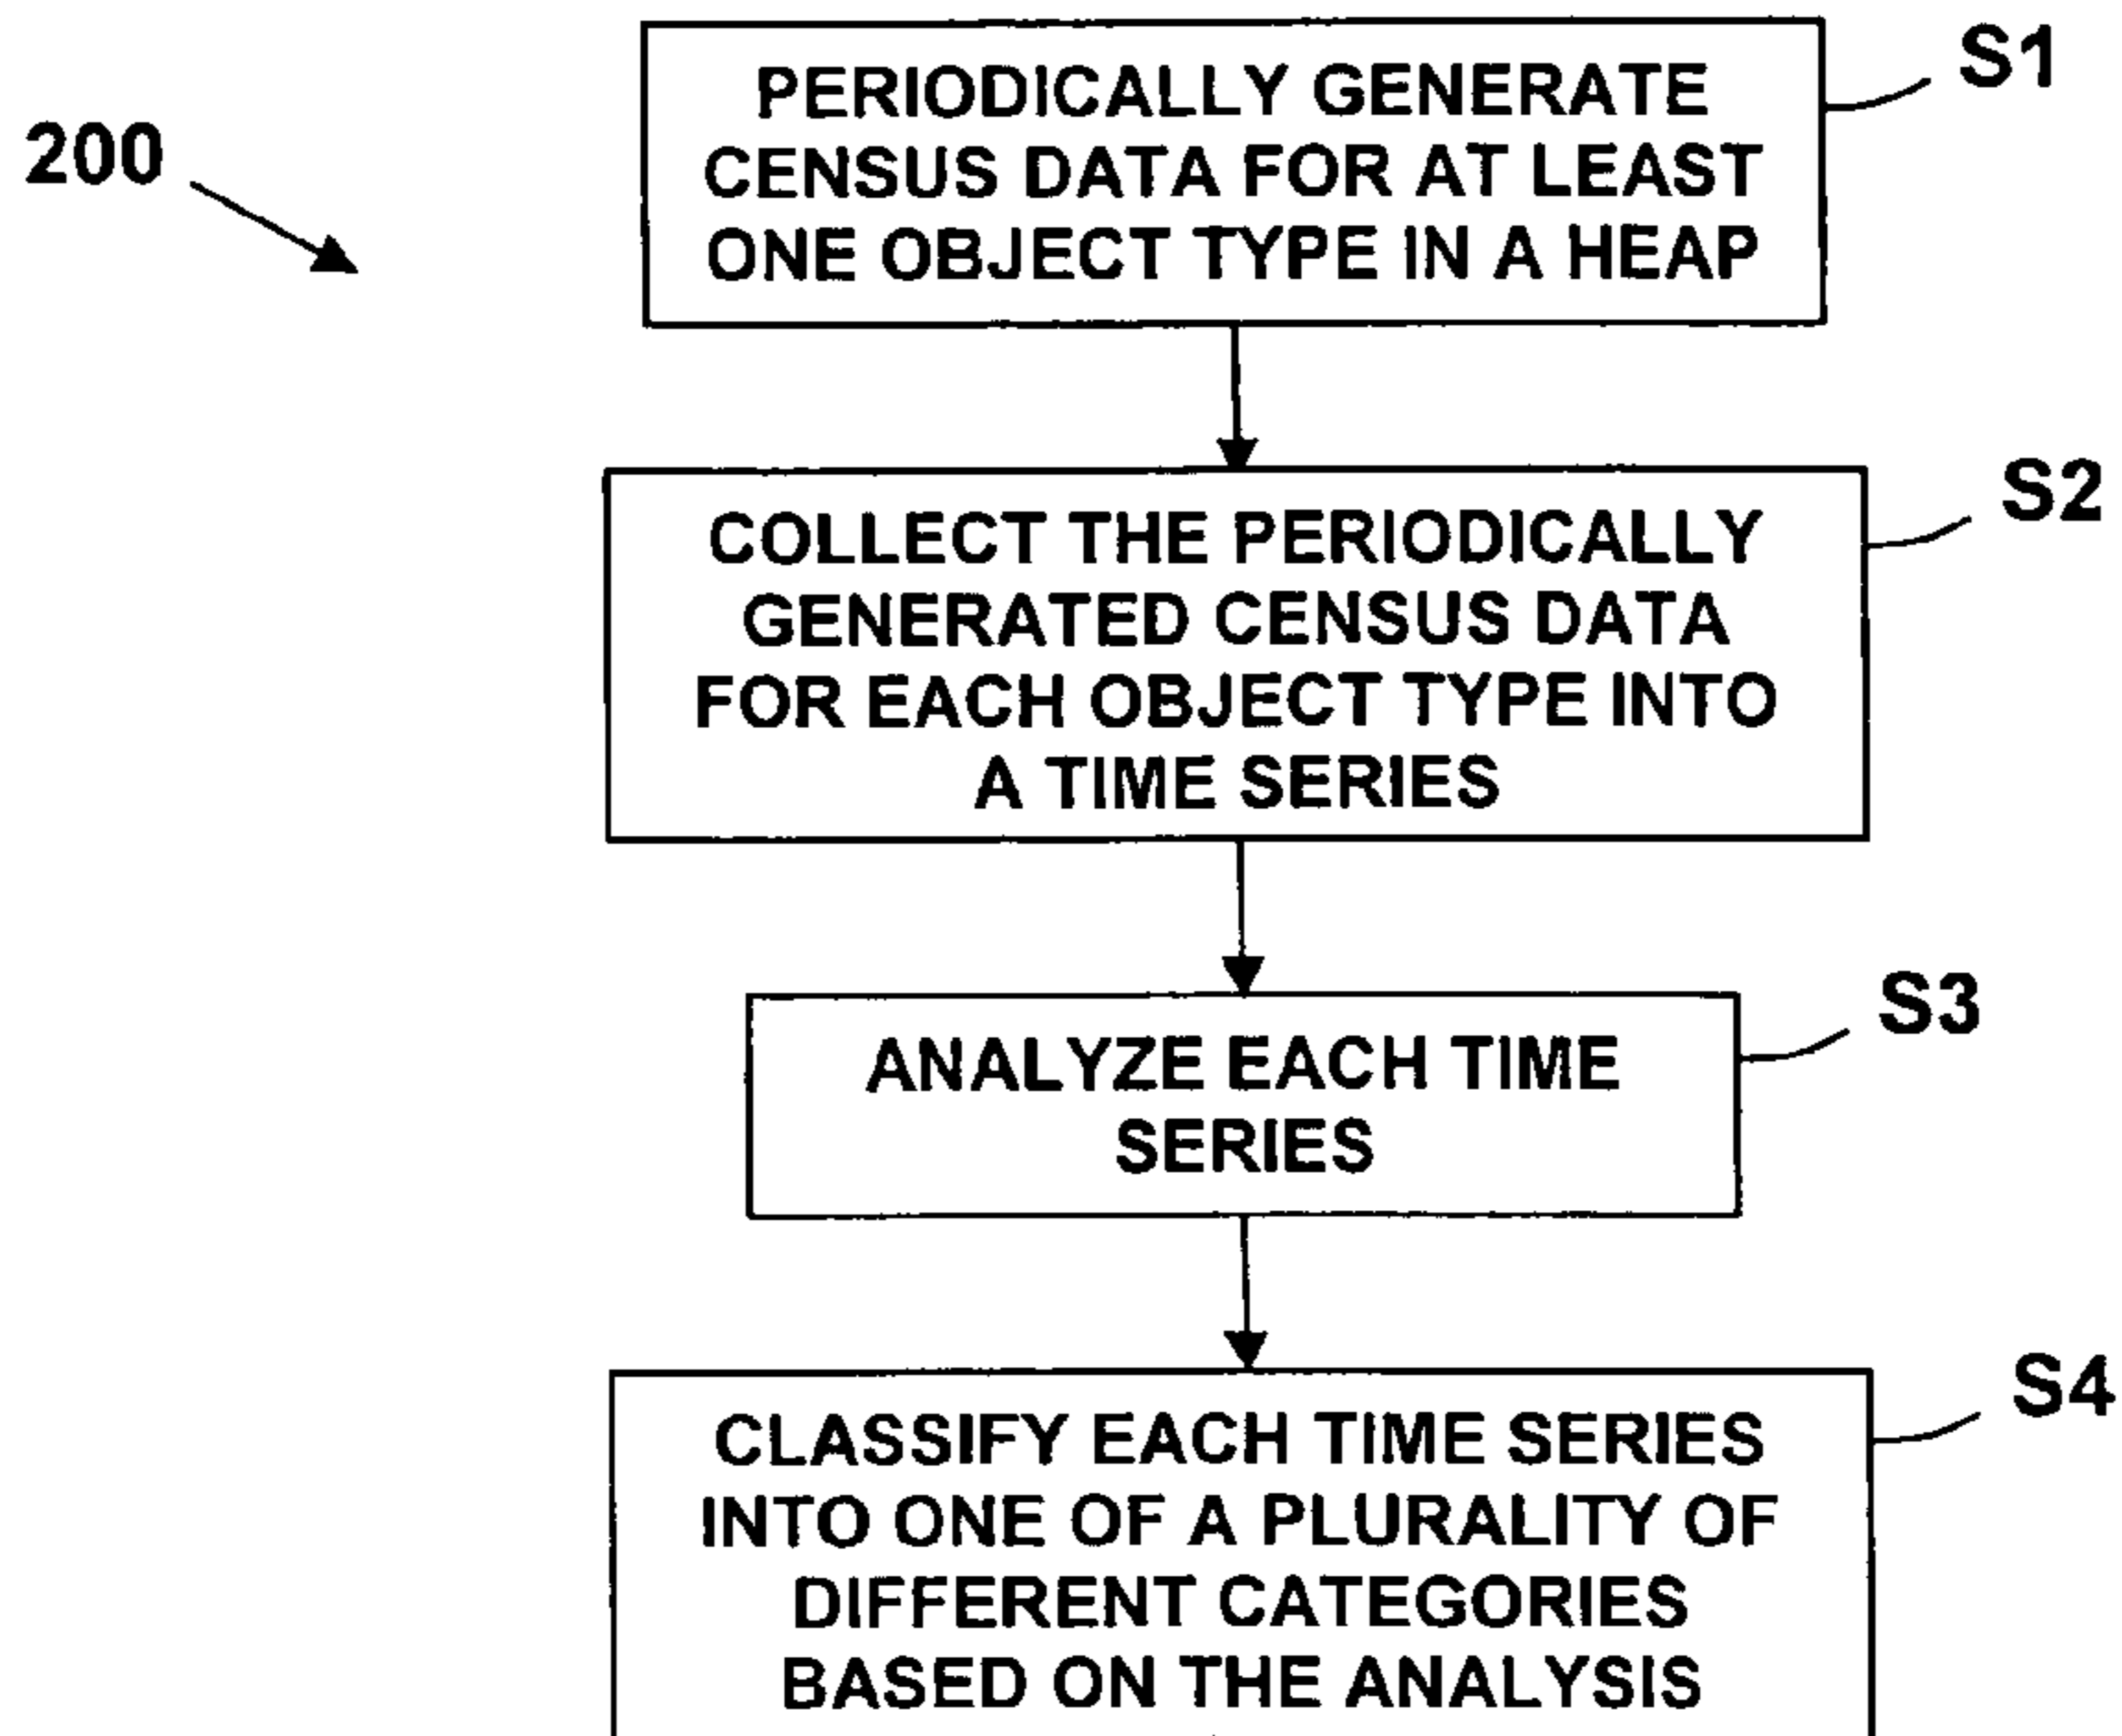 200
PERIODICALLY GENERATE
CENSUS DATA FOR AT LEAST
ONE OBJECT TYPE IN A HEAP
S1
COLLECT THE PERIODICALLY
GENERATED CENSUS DATA
FOR EACH OBJECT TYPE INTO
A TIME SERIES
S2
ANALYZE EACH TIME
SERIES
S3
CLASSIFY EACH TIME SERIES
INTO ONE OF A PLURALITY OF
DIFFERENT CATEGORIES
BASED ON THE ANALYSIS
S4